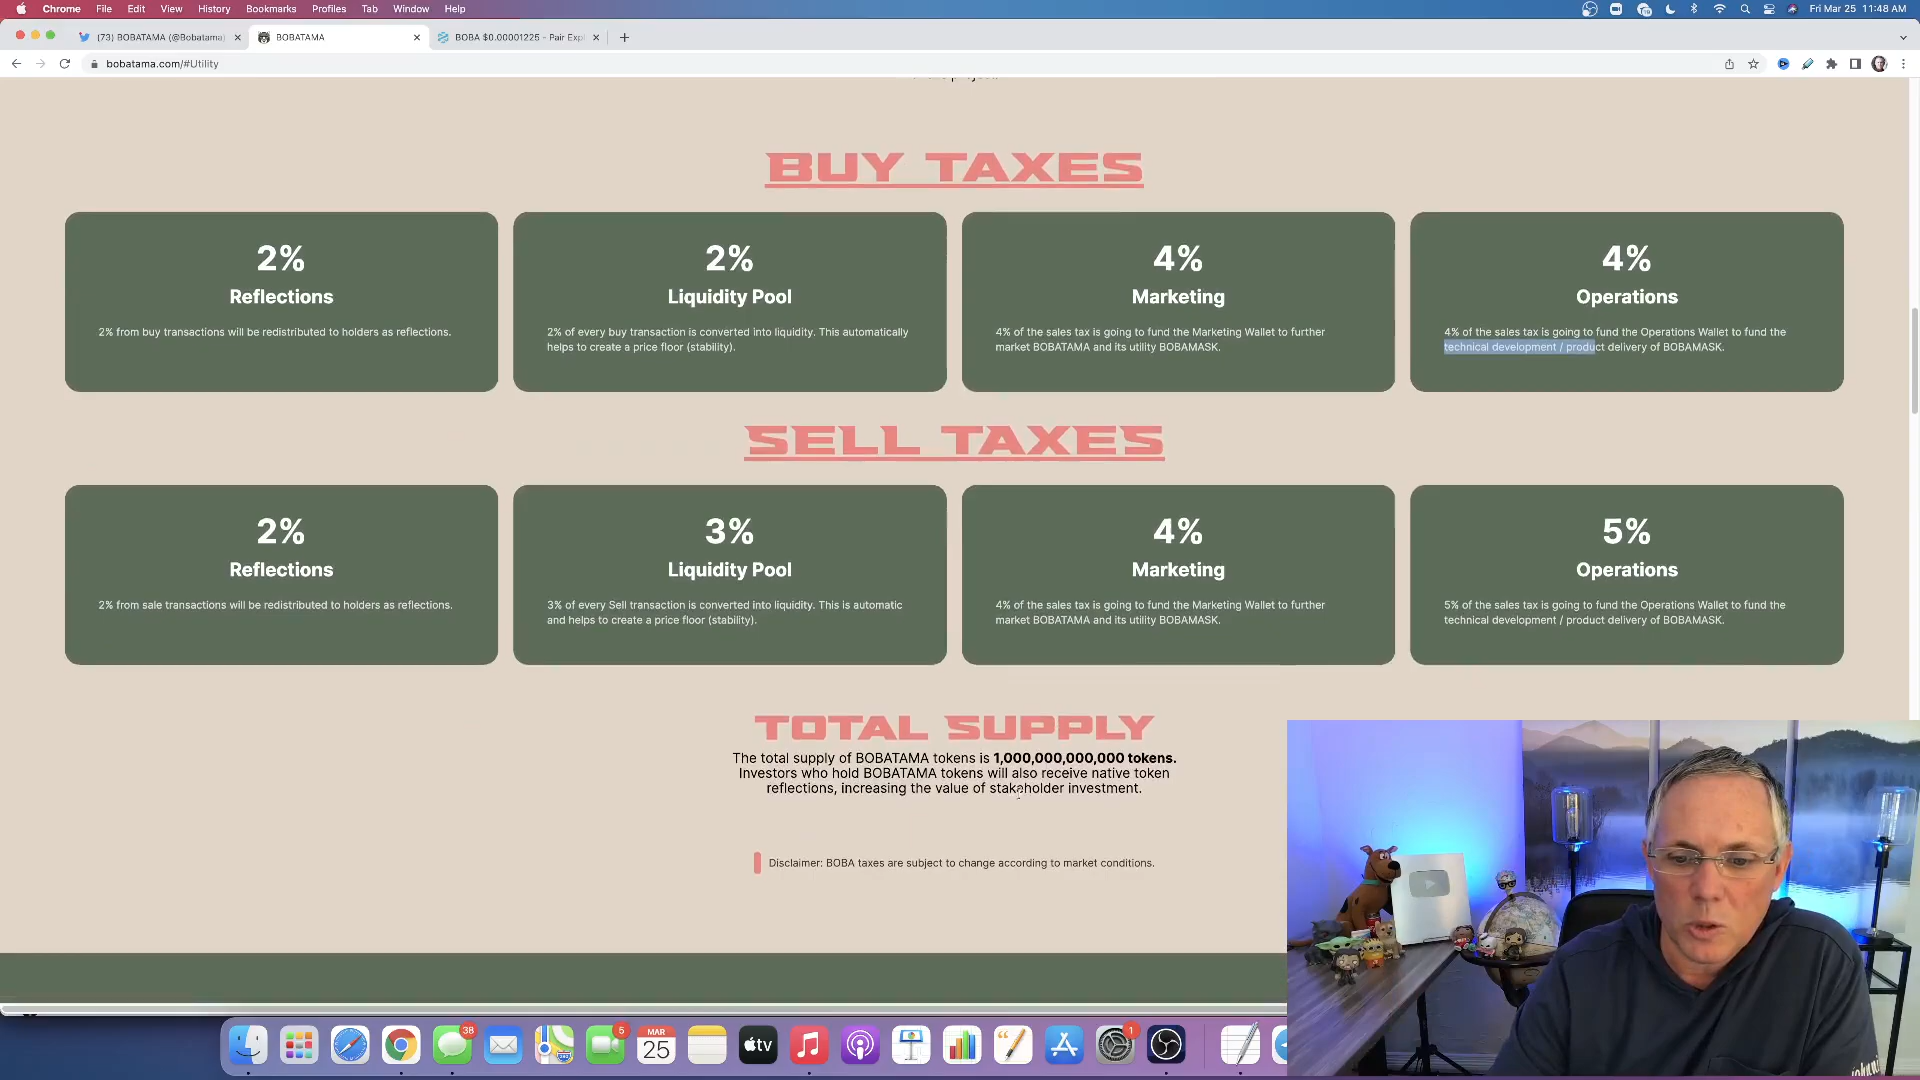 Chrome File Edit View History Bookmarks Profiles Tab Window Help
Fri Mar 25 11:48 AM
(73) BOBATAMA (@Bobatama)
BOBATAMA
BOBA $0.00001225 - Pair Exp
bobatama.com/#Utility
BUY TAXES
2%
Reflections
2% from buy transactions will be redistributed to holders as reflections.
2%
Liquidity Pool
2% of every buy transaction is converted into liquidity. This automatically
helps to create a price floor (stability).
4%
Marketing
4% of the sales tax is going to fund the Marketing Wallet to further
market BOBATAMA and its utility BOBAMASK.
4%
Operations
4% of the sales tax is going to fund the Operations Wallet to fund the
technical development / product delivery of BOBAMASK.
SELL TAXES
2%
Reflections
2% from sale transactions will be redistributed to holders as reflections.
3%
Liquidity Pool
3% of every Sell transaction is converted into liquidity. This is automatic
and helps to create a price floor (stability).
4%
Marketing
4% of the sales tax is going to fund the Marketing Wallet to further
market BOBATAMA and its utility BOBAMASK.
5%
Operations
5% of the sales tax is going to fund the Operations Wallet to fund the
technical development / product delivery of BOBAMASK.
TOTAL SUPPLY
The total supply of BOBATAMA tokens is 1,000,000,000,000 tokens.
Investors who hold BOBATAMA tokens will also receive native token
reflections, increasing the value of stakeholder investment.
Disclaimer: BOBA taxes are subject to change according to market conditions.
38
5
MAR
25
tv
1